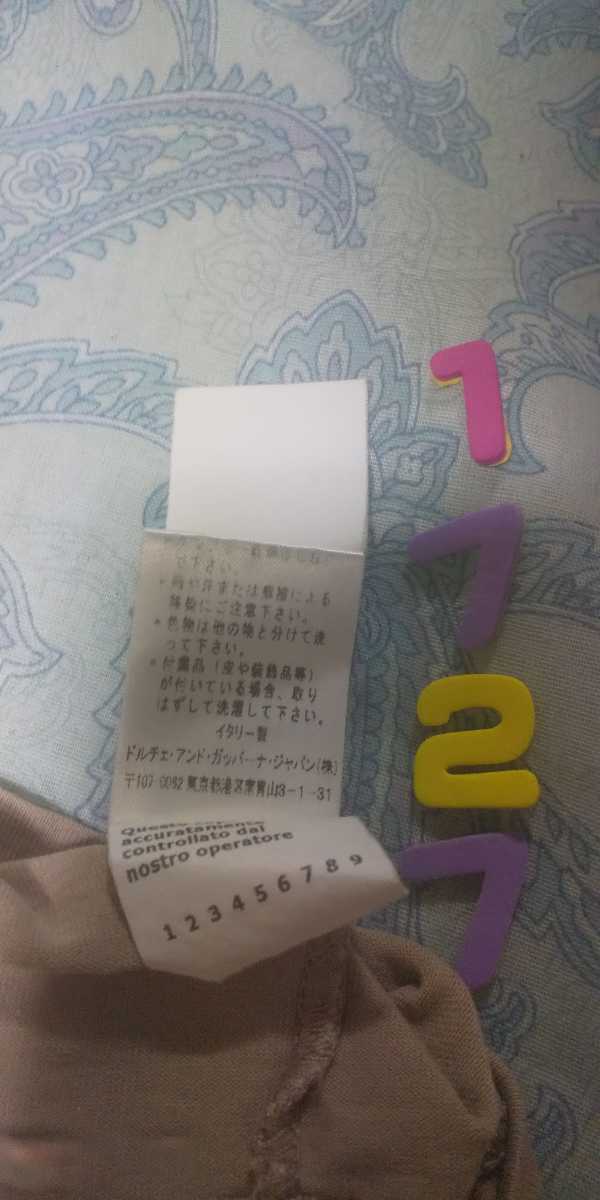 て下さい。
* 雨や汗または摩擦による
移染にご注意下さい。
* 色物は他の物と分けて洗
って下さい。
* 付属品（皮や装飾品等）
が付いている場合、取り
はずして洗濯して下さい。
イタリー製
ドルチェ・アンド・ガッバーナ・ジャパン(株)
〒107-0062 東京都港区南青山3-1-31
Questo
accuratamente
controllato dal
nostro operatore
1 2 3 4 5 6 7 8 9
1
7
2
7